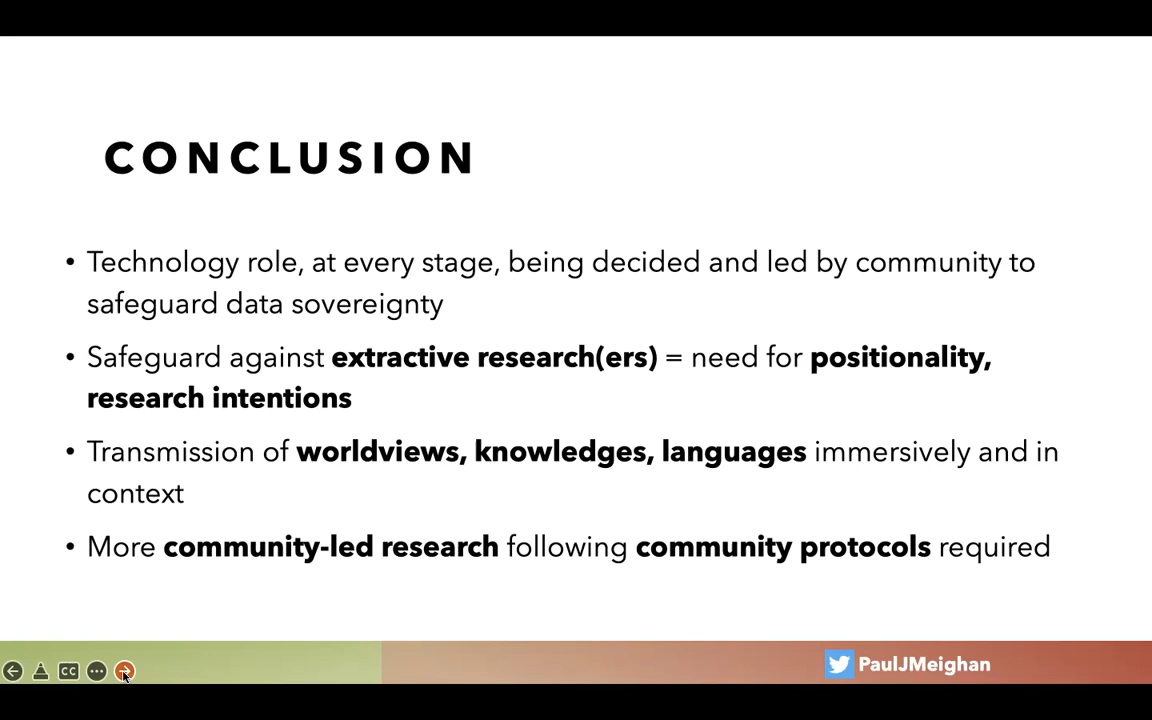 CONCLUSION
• Technology role, at every stage, being decided and led by community to
safeguard data sovereignty
• Safeguard against extractive research(ers) = need for positionality,
research intentions
• Transmission of worldviews, knowledges, languages immersively and in
context
• More community-led research following community protocols required
CC
PaulJMeighan